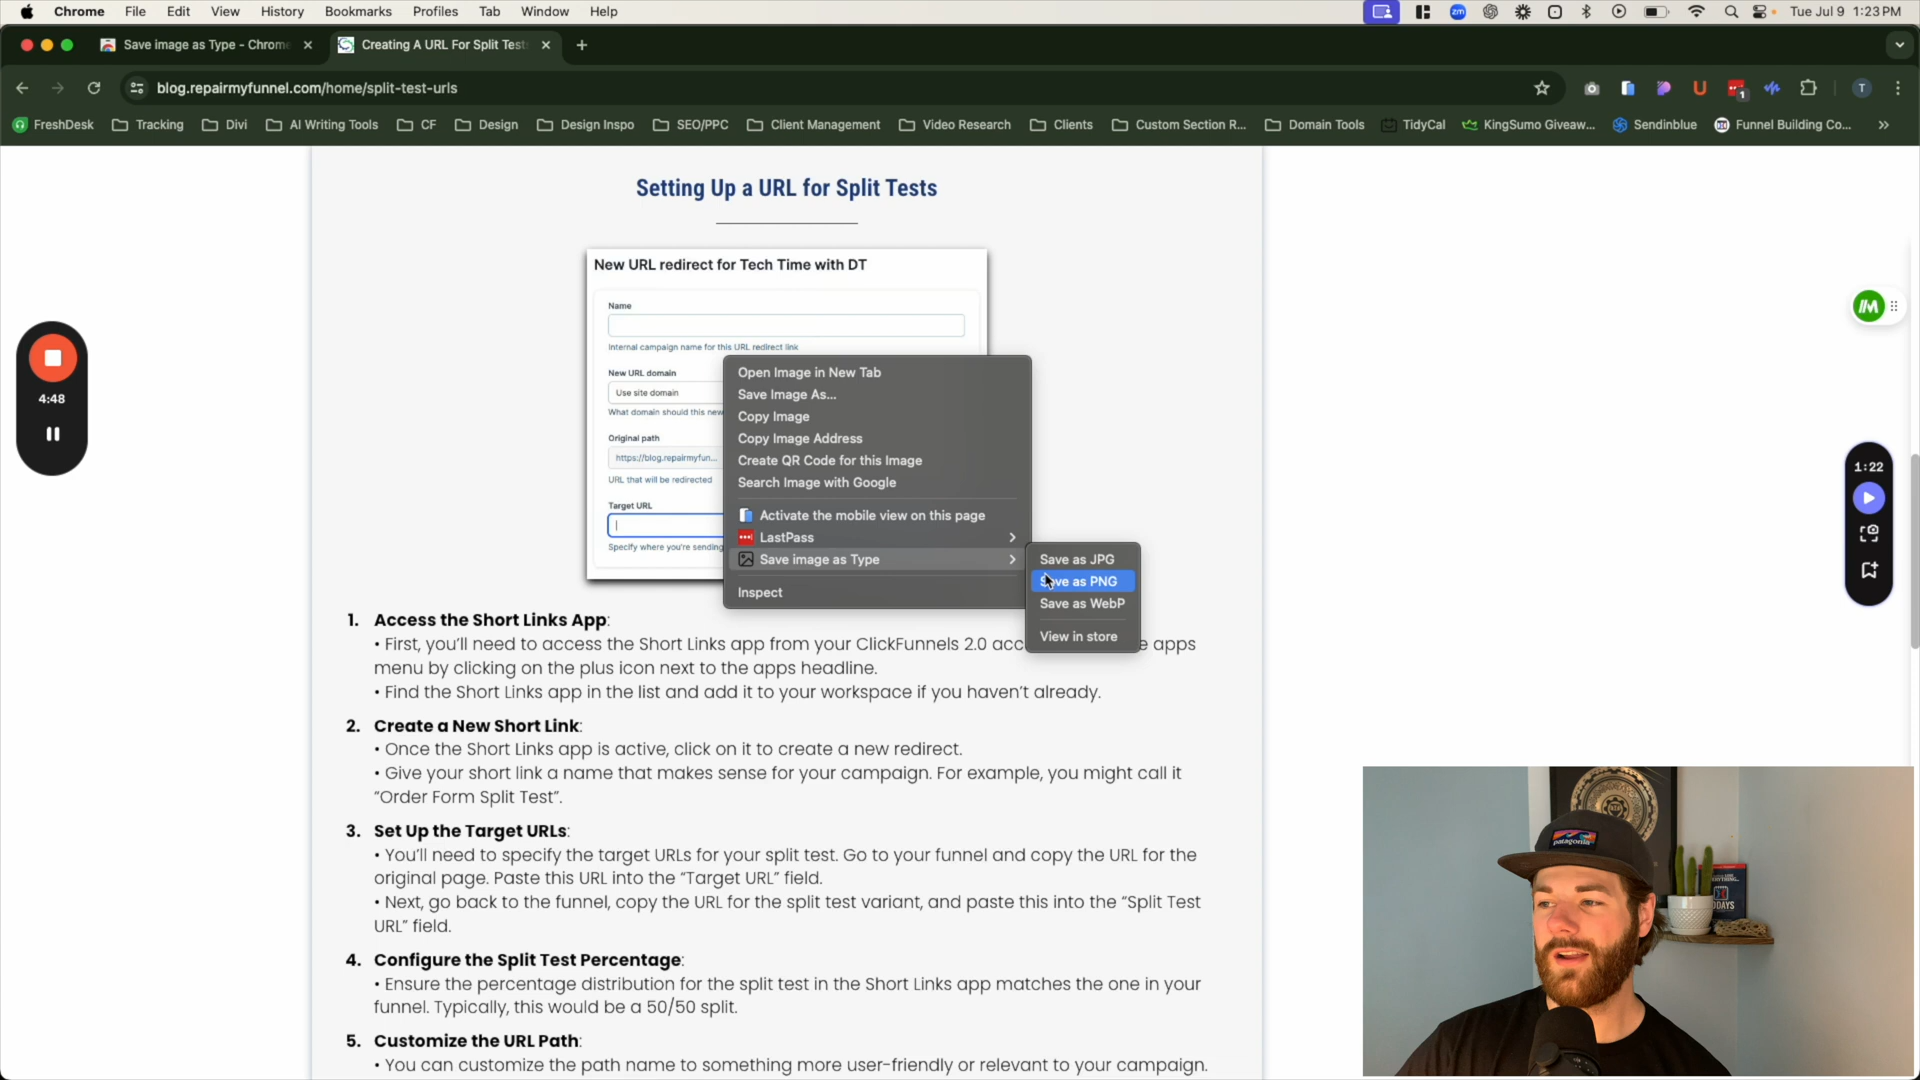 Chrome File Edit View History Bookmarks Profiles Tab Window Help
zm
Tue Jul 9 1:23 PM
Save image as Type - Chrom
Creating A URL For Split Test
blog.repairmyfunnel.com/home/split-test-urls
1
T
FreshDesk Tracking Divi AI Writing Tools CF Design Design Inspo SEO/PPC Client Management Video Research Clients Custom Section R... Domain Tools TidyCal KingSumo Giveaw... Sendinblue Funnel Building Co...
Setting Up a URL for Split Tests
New URL redirect for Tech Time with DT
Name
Internal campaign name for this URL redirect link
New URL domain
Use site domain
What domain should this new
Original path
https://blog.repairmyfun...
URL that will be redirected
Target URL
Specify where you're sending
Open Image in New Tab
Save Image As...
Copy Image
Copy Image Address
Create QR Code for this Image
Search Image with Google
Activate the mobile view on this page
LastPass
Save image as Type
Inspect
Save as JPG
Save as PNG
Save as WebP
View in store
4:48
1:22
1. Access the Short Links App:
• First, you'll need to access the Short Links app from your ClickFunnels 2.0 acc e apps
menu by clicking on the plus icon next to the apps headline.
• Find the Short Links app in the list and add it to your workspace if you haven't already.
2. Create a New Short Link:
• Once the Short Links app is active, click on it to create a new redirect.
• Give your short link a name that makes sense for your campaign. For example, you might call it
"Order Form Split Test".
3. Set Up the Target URLs:
• You'll need to specify the target URLs for your split test. Go to your funnel and copy the URL for the
original page. Paste this URL into the "Target URL" field.
• Next, go back to the funnel, copy the URL for the split test variant, and paste this into the "Split Test
URL" field.
4. Configure the Split Test Percentage:
• Ensure the percentage distribution for the split test in the Short Links app matches the one in your
funnel. Typically, this would be a 50/50 split.
5. Customize the URL Path:
• You can customize the path name to something more user-friendly or relevant to your campaign.
patagonia
DAYS